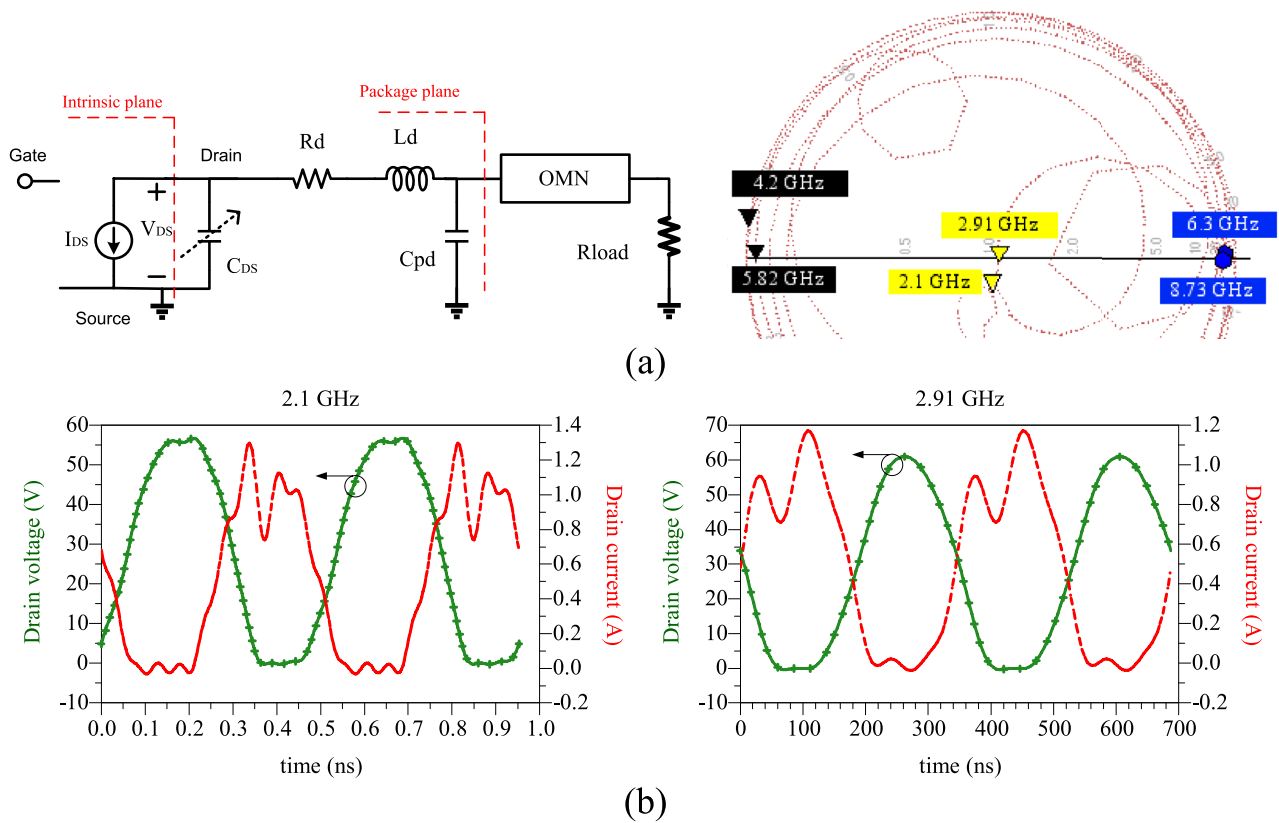 Intrinsic plane
Package plane
Gate
Drain
Rd
Ld
OMN
IDS
+
VDS
−
CDS
Cpd
Rload
Source
4.2 GHz
5.82 GHz
2.91 GHz
2.1 GHz
6.3 GHz
8.73 GHz
0.5
1.0
2.0
5.0
10
(a)
2.1 GHz
Drain voltage (V)
60
50
40
30
20
10
0
-10
1.4
1.2
1.0
0.8
0.6
0.4
0.2
0.0
-0.2
Drain current (A)
0.0 0.1 0.2 0.3 0.4 0.5 0.6 0.7 0.8 0.9 1.0
time (ns)
2.91 GHz
Drain voltage (V)
70
60
50
40
30
20
10
0
-10
1.2
1.0
0.8
0.6
0.4
0.2
0.0
-0.2
Drain current (A)
0 100 200 300 400 500 600 700
time (ns)
(b)